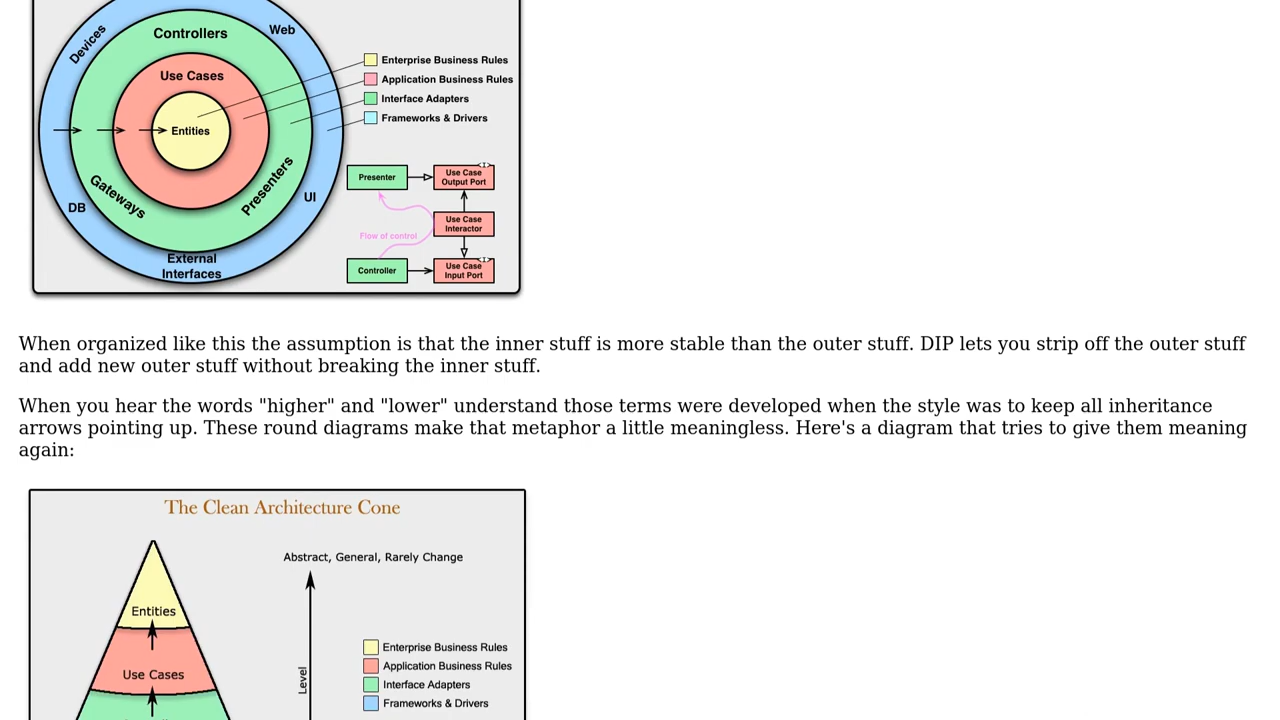 Devices
Controllers
Web
Use Cases
Entities
Gateways
Presenters
DB
UI
External
Interfaces
Enterprise Business Rules
Application Business Rules
Interface Adapters
Frameworks & Drivers
Presenter
Use Case
Output Port
Use Case
Interactor
Flow of control
Controller
Use Case
Input Port
When organized like this the assumption is that the inner stuff is more stable than the outer stuff. DIP lets you strip off the outer stuff
and add new outer stuff without breaking the inner stuff.
When you hear the words "higher" and "lower" understand those terms were developed when the style was to keep all inheritance
arrows pointing up. These round diagrams make that metaphor a little meaningless. Here's a diagram that tries to give them meaning
again:
The Clean Architecture Cone
Abstract, General, Rarely Change
Entities
Use Cases
Level
Enterprise Business Rules
Application Business Rules
Interface Adapters
Frameworks & Drivers